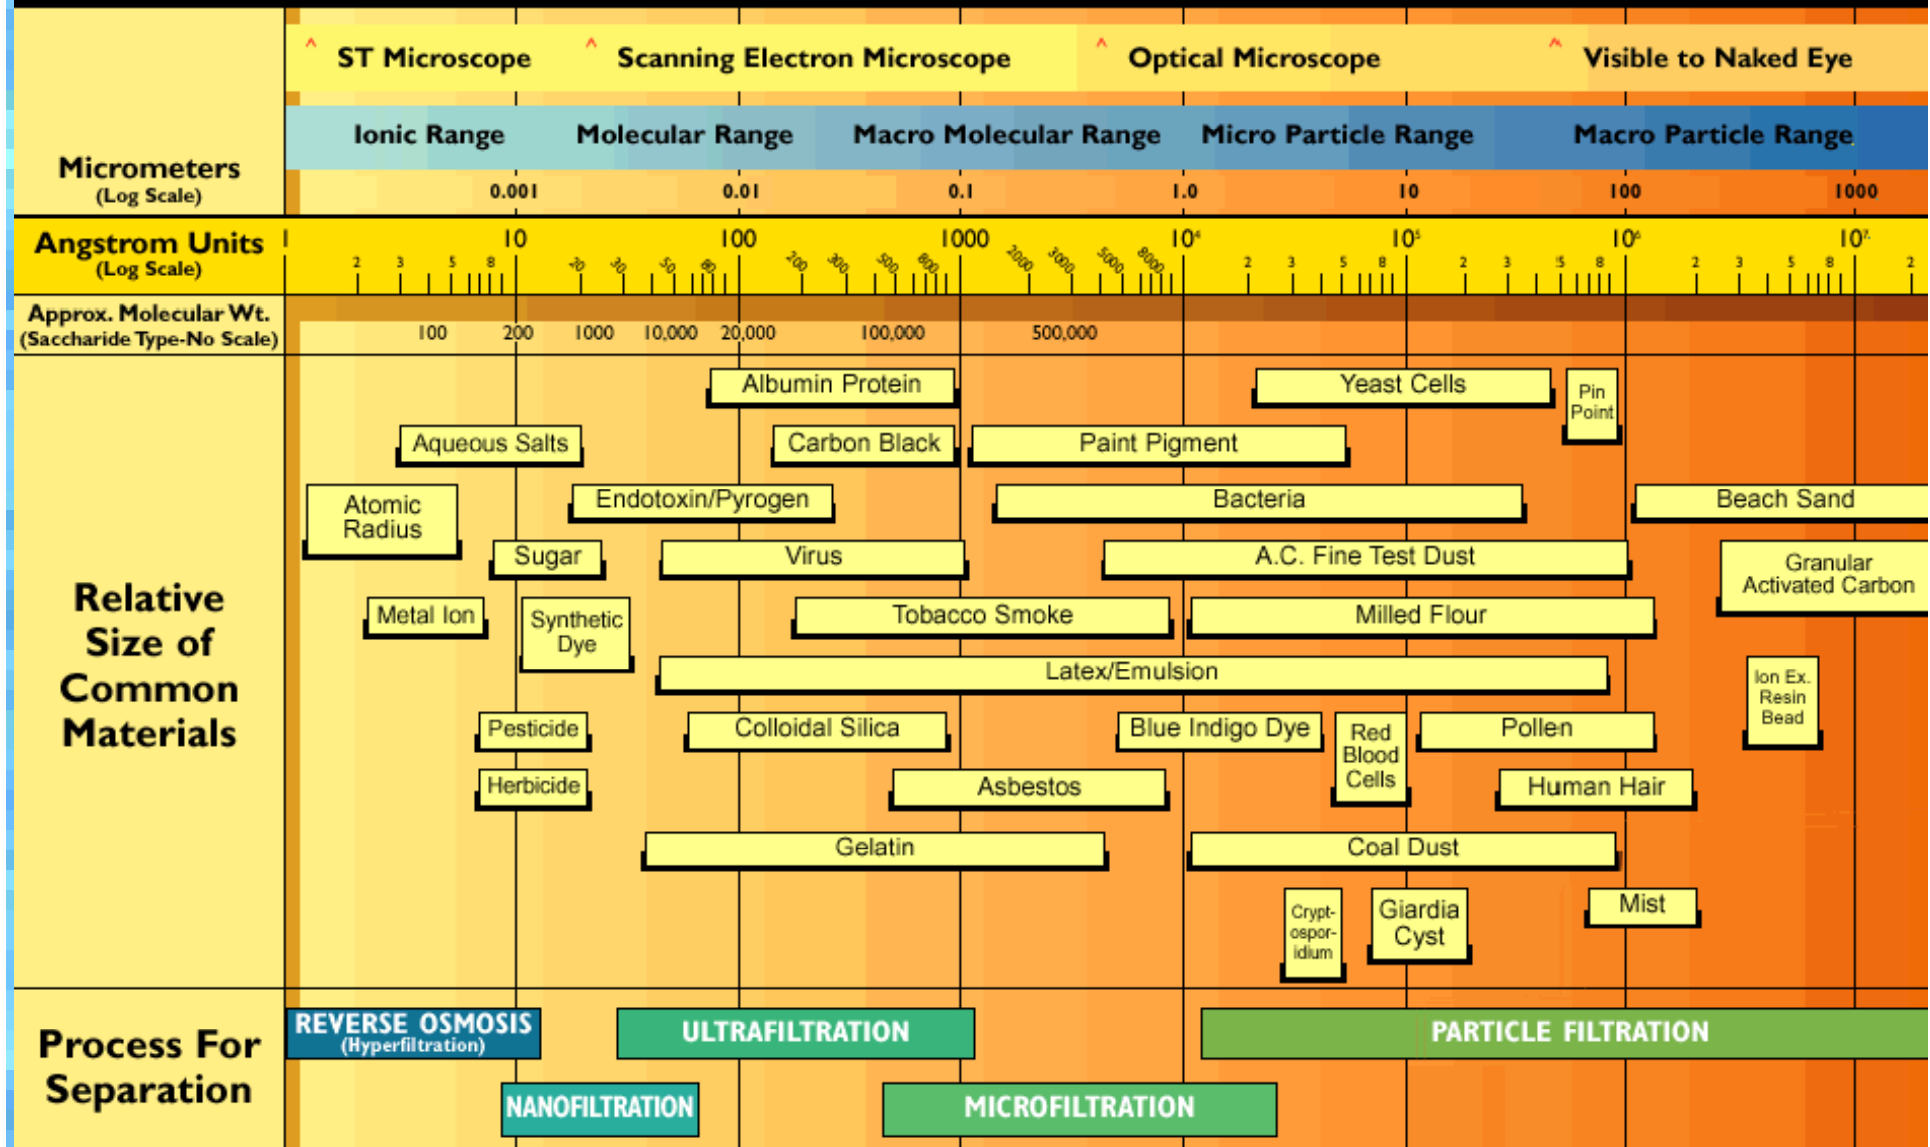 ST Microscope Scanning Electron Microscope Optical Microscope Visible to Naked Eye
Ionic Range Molecular Range Macro Molecular Range Micro Particle Range Macro Particle Range
Micrometers
(Log Scale)
0.001 0.01 0.1 1.0 10 100 1000
Angstrom Units
(Log Scale)
1 10 100 1000 10⁴ 10⁵ 10⁶ 10⁷
2 3 5 8 20 30 50 80 200 300 500 800 2000 3000 5000 8000 2 3 5 8 2 3 5 8 2 3 5 8 2
Approx. Molecular Wt.
(Saccharide Type-No Scale)
100 200 1000 10,000 20,000 100,000 500,000
Relative
Size of
Common
Materials
Albumin Protein
Yeast Cells
Pin
Point
Aqueous Salts
Carbon Black
Paint Pigment
Atomic
Radius
Endotoxin/Pyrogen
Bacteria
Beach Sand
Sugar
Virus
A.C. Fine Test Dust
Granular
Activated Carbon
Metal Ion
Synthetic
Dye
Tobacco Smoke
Milled Flour
Latex/Emulsion
Ion Ex.
Resin
Bead
Pesticide
Colloidal Silica
Blue Indigo Dye
Red
Blood
Cells
Pollen
Herbicide
Asbestos
Human Hair
Gelatin
Coal Dust
Crypt-
ospor-
idium
Giardia
Cyst
Mist
Process For
Separation
REVERSE OSMOSIS
(Hyperfiltration)
ULTRAFILTRATION
PARTICLE FILTRATION
NANOFILTRATION
MICROFILTRATION